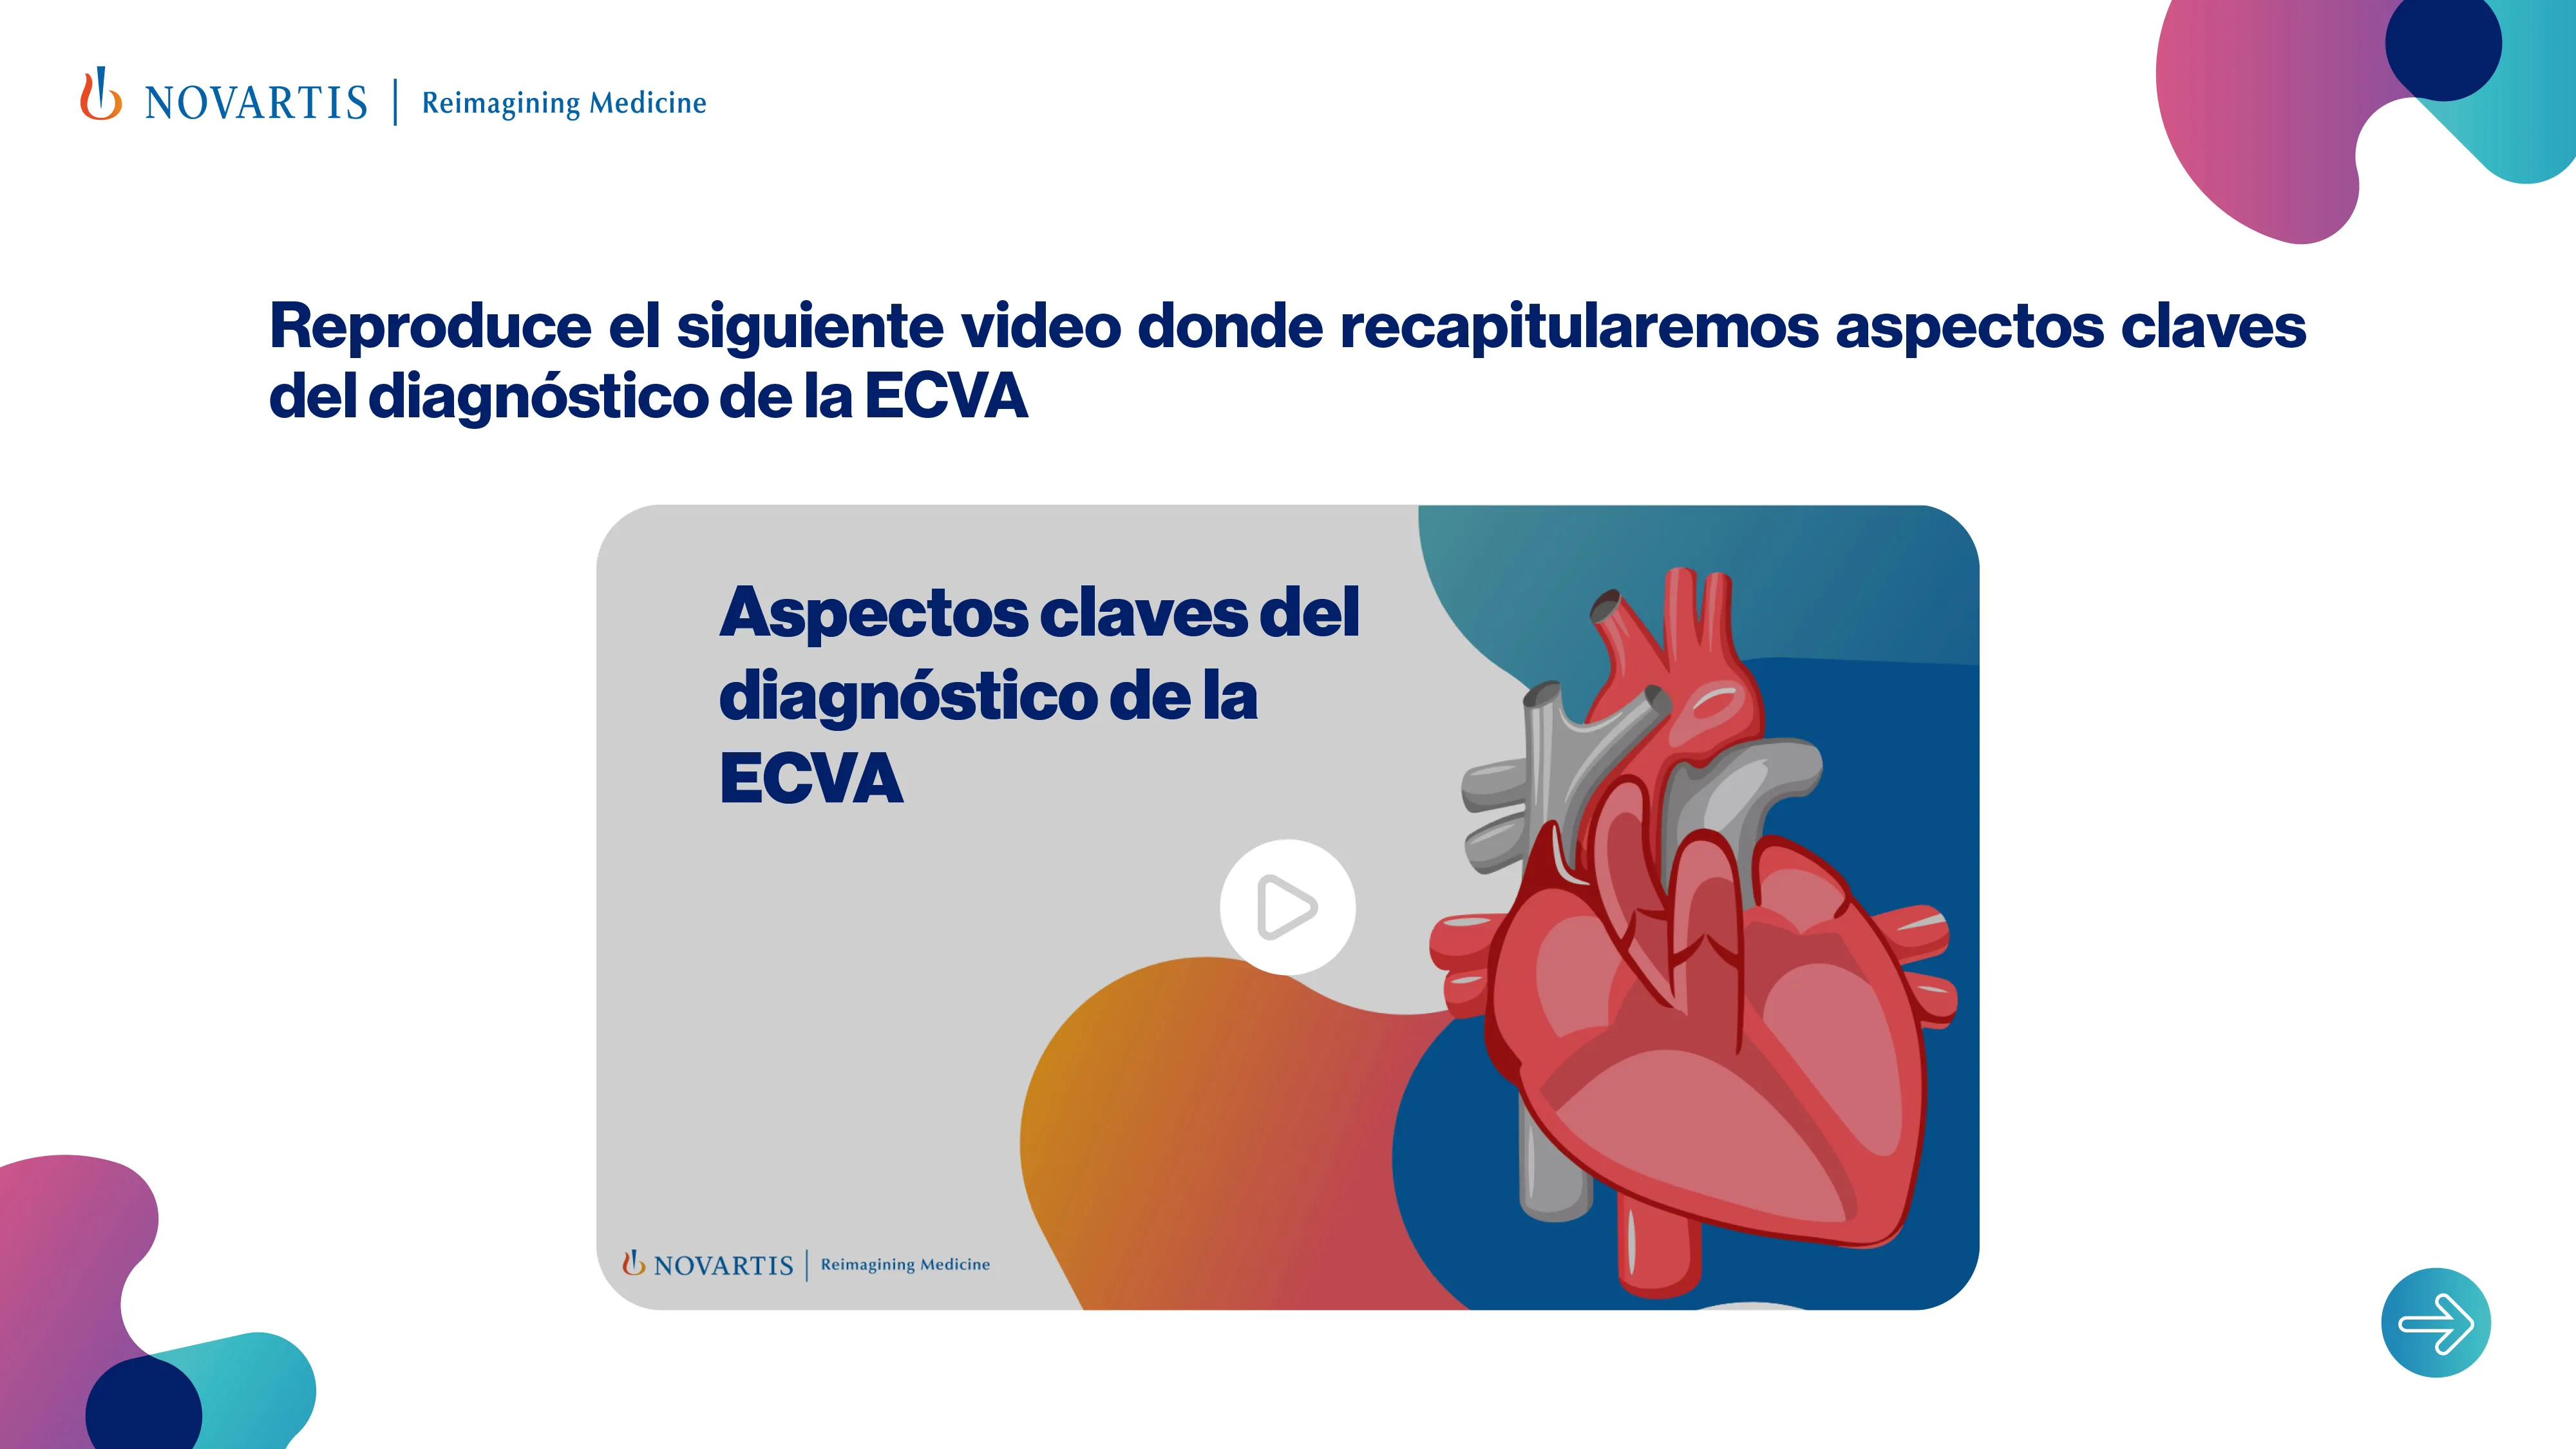 NOVARTIS | Reimagining Medicine
Reproduce el siguiente video donde recapitularemos aspectos claves
del diagnóstico de la ECVA
Aspectos claves del
diagnóstico de la
ECVA
NOVARTIS | Reimagining Medicine